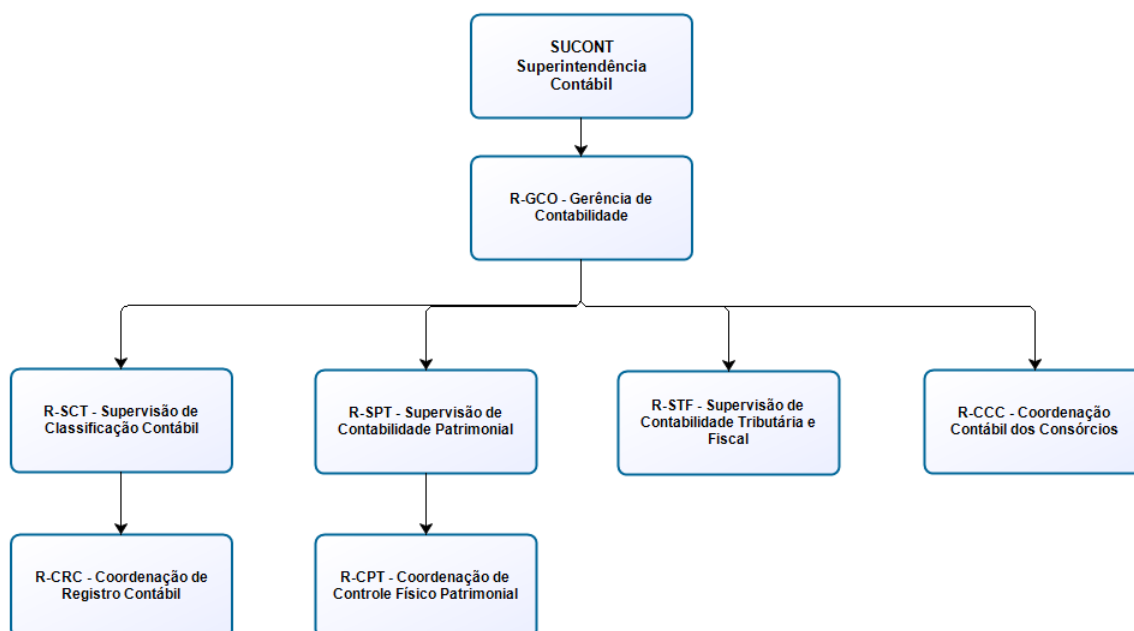 SUCONT
Superintendência
Contábil
R-GCO - Gerência de
Contabilidade
R-SCT - Supervisão de
Classificação Contábil
R-SPT - Supervisão de
Contabilidade Patrimonial
R-STF - Supervisão de
Contabilidade Tributária e
Fiscal
R-CCC - Coordenação
Contábil dos Consórcios
R-CRC - Coordenação de
Registro Contábil
R-CPT - Coordenação de
Controle Físico Patrimonial